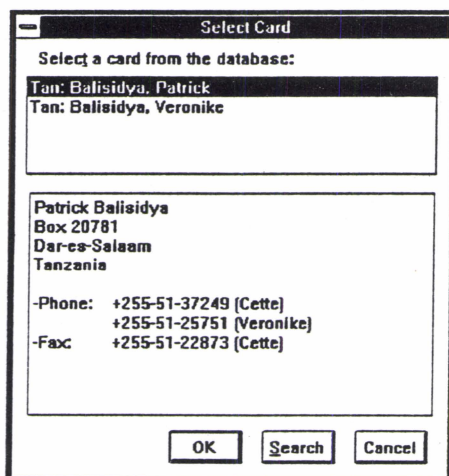 Select Card
Select a card from the database:
Tan: Balisidya, Patrick
Tan: Balisidya, Veronike
Patrick Balisidya
Box 20781
Dar-es-Salaam
Tanzania
-Phone: +255-51-37249 (Cette)
+255-51-25751 (Veronike)
-Fax: +255-51-22873 (Cette)
OK Search Cancel